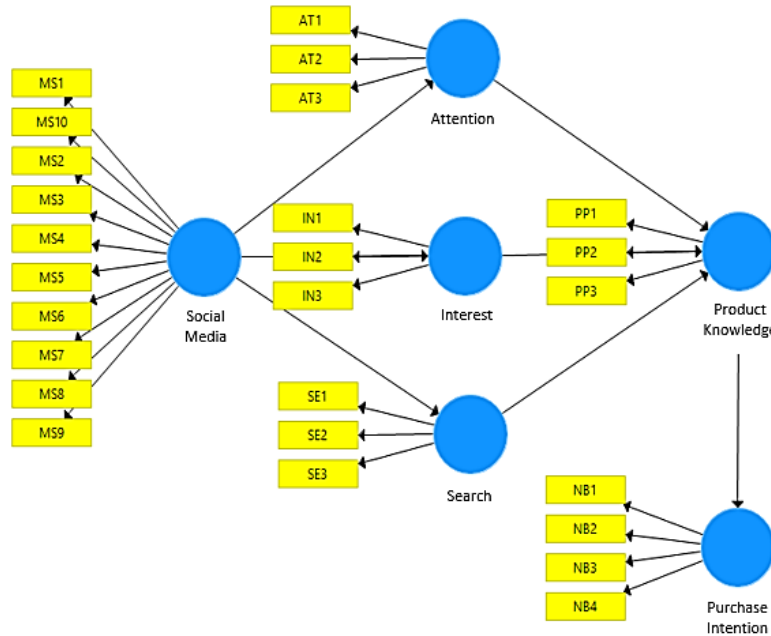 AT1
AT2
AT3
Attention
MS1
MS10
MS2
MS3
MS4
MS5
MS6
MS7
MS8
MS9
Social
Media
IN1
IN2
IN3
Interest
PP1
PP2
PP3
Product
Knowledge
SE1
SE2
SE3
Search
NB1
NB2
NB3
NB4
Purchase
Intention